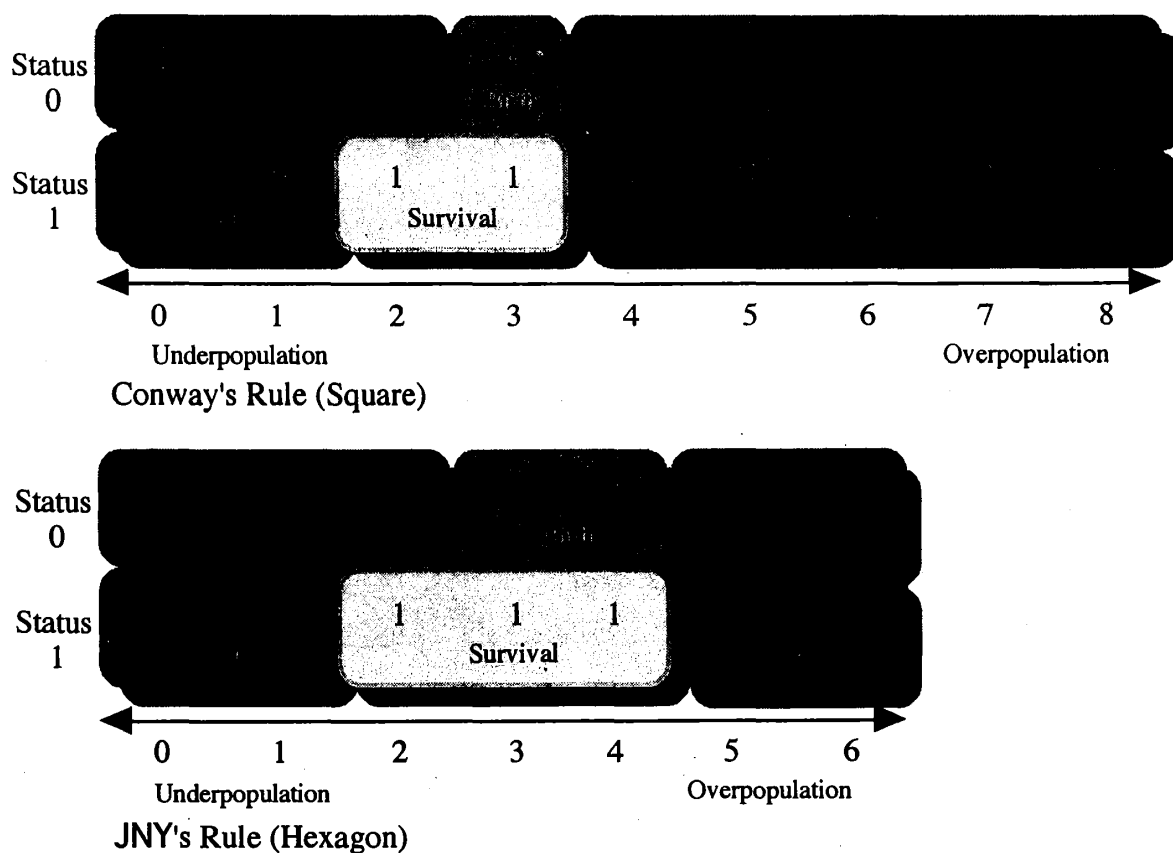 Status
0
Status
1
1 1
Survival
0 1 2 3 4 5 6 7 8
Underpopulation Overpopulation
Conway's Rule (Square)
Status
0
Status
1
1 1 1
Survival
0 1 2 3 4 5 6
Underpopulation Overpopulation
JNY's Rule (Hexagon)